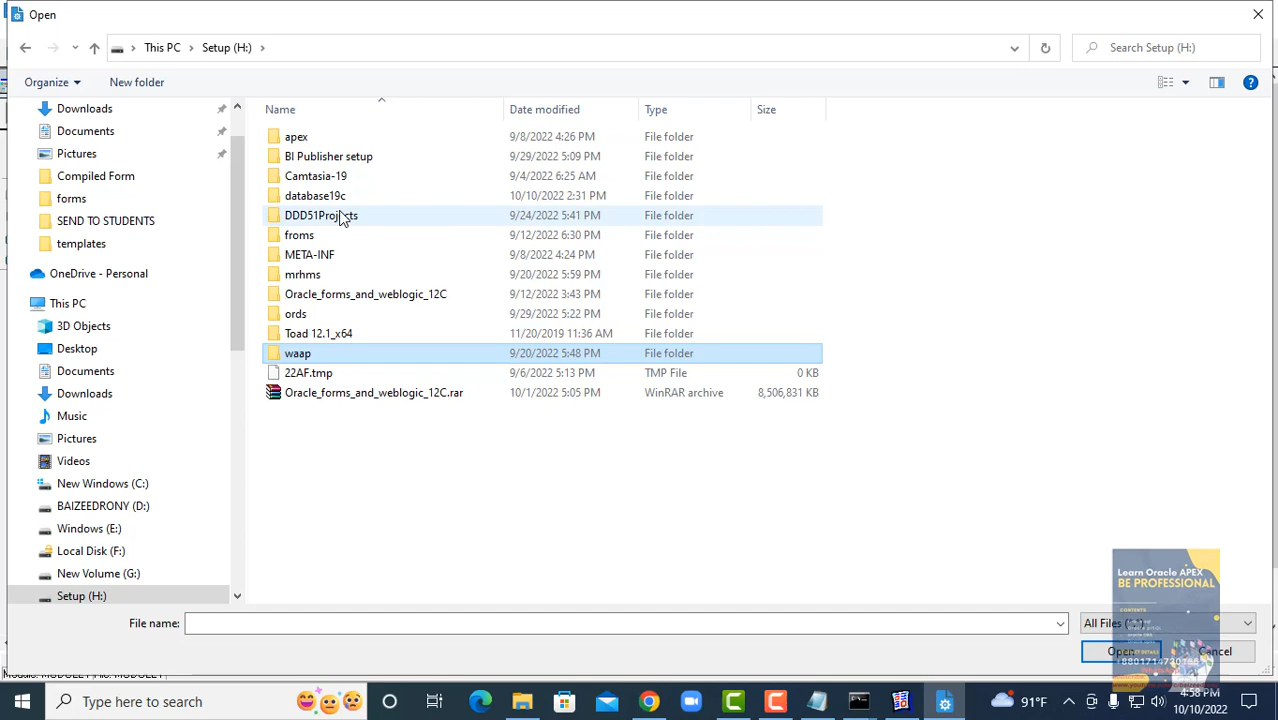 Open
This PC > Setup (H:) >
Search Setup (H:)
Organize
New folder
Name
Date modified
Type
Size
Downloads
Documents
Pictures
Compiled Form
forms
SEND TO STUDENTS
templates
OneDrive - Personal
This PC
3D Objects
Desktop
Documents
Downloads
Music
Pictures
Videos
New Windows (C:)
BAIZEEDRONY (D:)
Windows (E:)
Local Disk (F:)
New Volume (G:)
Setup (H:)
apex 9/8/2022 4:26 PM File folder
BI Publisher setup 9/29/2022 5:09 PM File folder
Camtasia-19 9/4/2022 6:25 AM File folder
database19c 10/10/2022 2:31 PM File folder
DDD51Projects 9/24/2022 5:41 PM File folder
froms 9/12/2022 6:30 PM File folder
META-INF 9/8/2022 4:24 PM File folder
mrhms 9/20/2022 5:59 PM File folder
Oracle_forms_and_weblogic_12C 9/12/2022 3:43 PM File folder
ords 9/29/2022 5:22 PM File folder
Toad 12.1_x64 11/20/2019 11:36 AM File folder
waap 9/20/2022 5:48 PM File folder
22AF.tmp 9/6/2022 5:13 PM TMP File 0 KB
Oracle_forms_and_weblogic_12C.rar 10/1/2022 5:05 PM WinRAR archive 8,506,831 KB
File name:
All Files
Open
Cancel
Learn Oracle APEX
BE PROFESSIONAL
CONTENTS
Type here to search
91°F
4:58 PM
10/10/2022